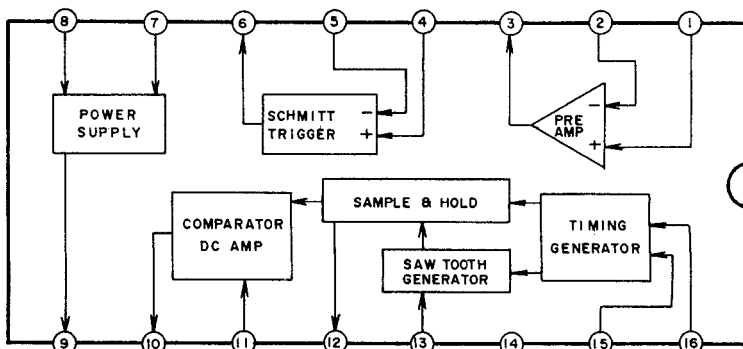 8 7 6 5 4 3 2 1
POWER
SUPPLY
SCHMITT
TRIGGER
-
+
PRE
AMP
-
+
COMPARATOR
DC AMP
SAMPLE & HOLD
SAW TOOTH
GENERATOR
TIMING
GENERATOR
9 10 11 12 13 14 15 16